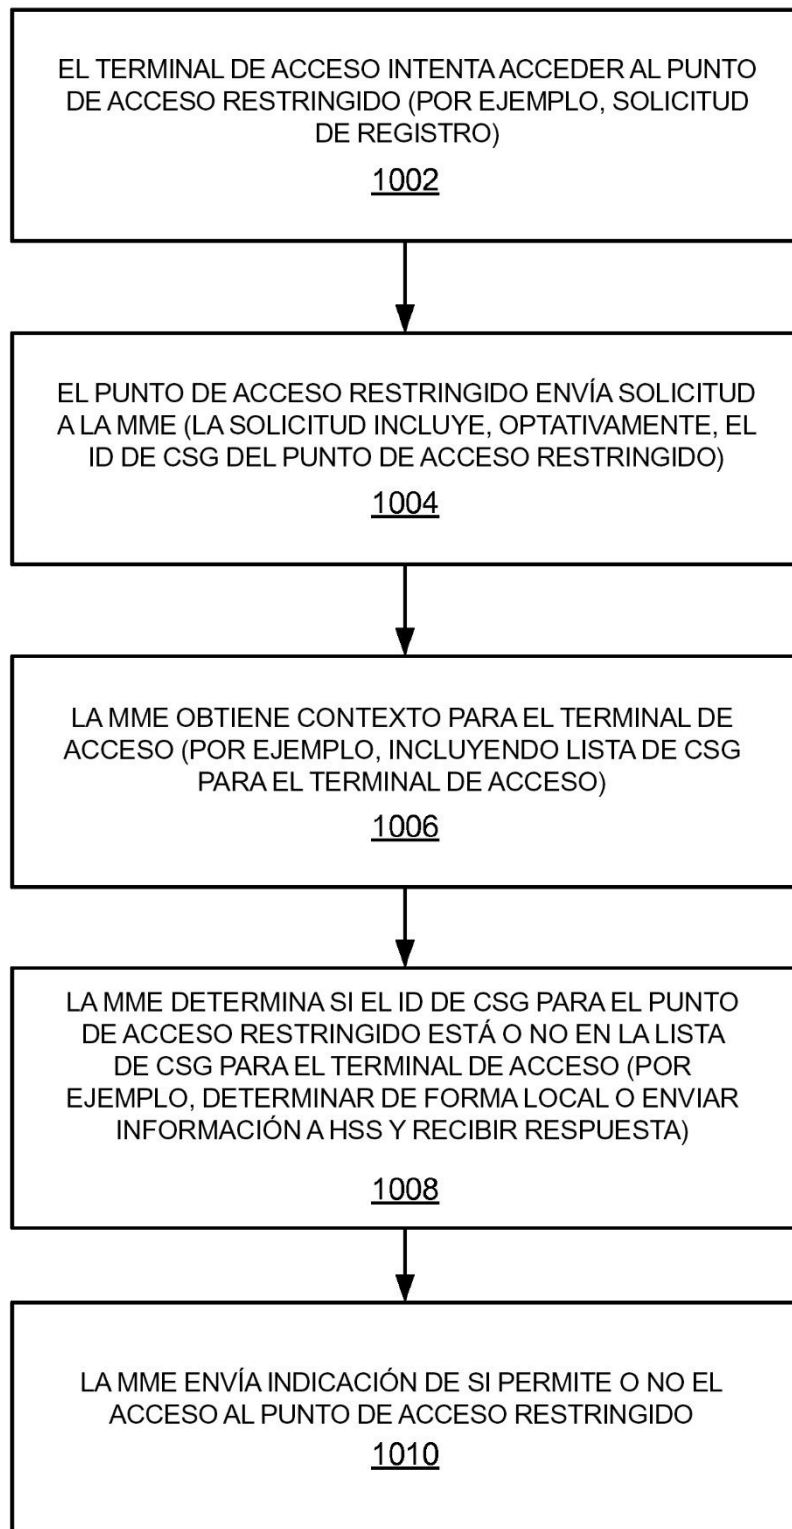 EL TERMINAL DE ACCESO INTENTA ACCEDER AL PUNTO
DE ACCESO RESTRINGIDO (POR EJEMPLO, SOLICITUD
DE REGISTRO)
1002
EL PUNTO DE ACCESO RESTRINGIDO ENVÍA SOLICITUD
A LA MME (LA SOLICITUD INCLUYE, OPTATIVAMENTE, EL
ID DE CSG DEL PUNTO DE ACCESO RESTRINGIDO)
1004
LA MME OBTIENE CONTEXTO PARA EL TERMINAL DE
ACCESO (POR EJEMPLO, INCLUYENDO LISTA DE CSG
PARA EL TERMINAL DE ACCESO)
1006
LA MME DETERMINA SI EL ID DE CSG PARA EL PUNTO
DE ACCESO RESTRINGIDO ESTÁ O NO EN LA LISTA
DE CSG PARA EL TERMINAL DE ACCESO (POR
EJEMPLO, DETERMINAR DE FORMA LOCAL O ENVIAR
INFORMACIÓN A HSS Y RECIBIR RESPUESTA)
1008
LA MME ENVÍA INDICACIÓN DE SI PERMITE O NO EL
ACCESO AL PUNTO DE ACCESO RESTRINGIDO
1010